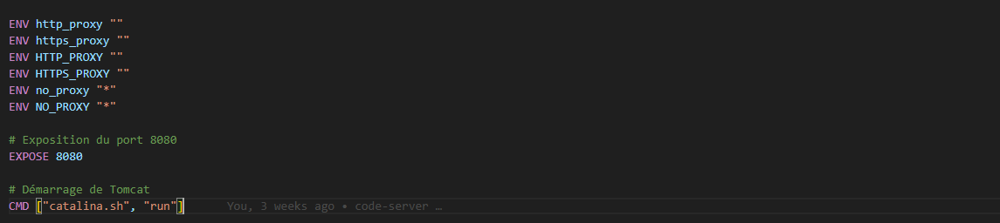 ENV http_proxy ""
ENV https_proxy ""
ENV HTTP_PROXY ""
ENV HTTPS_PROXY ""
ENV no_proxy "*"
ENV NO_PROXY "*"
# Exposition du port 8080
EXPOSE 8080
# Démarrage de Tomcat
CMD ["catalina.sh", "run"] You, 3 weeks ago • code-server …